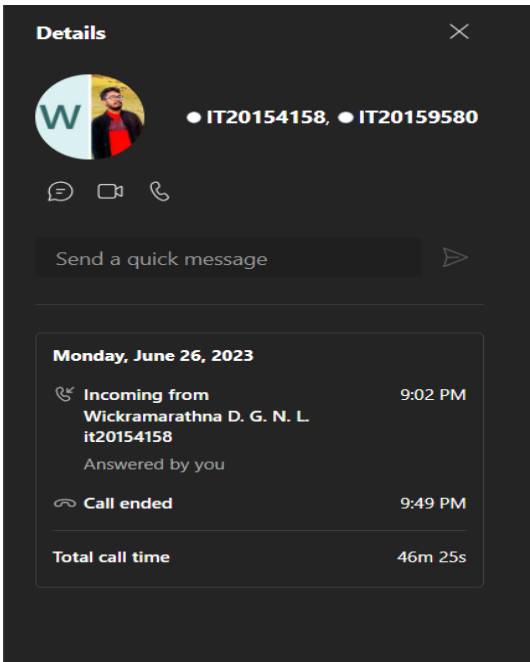 Details
W
IT20154158, IT20159580
Send a quick message
Monday, June 26, 2023
Incoming from 9:02 PM
Wickramarathna D. G. N. L.
it20154158
Answered by you
Call ended 9:49 PM
Total call time 46m 25s